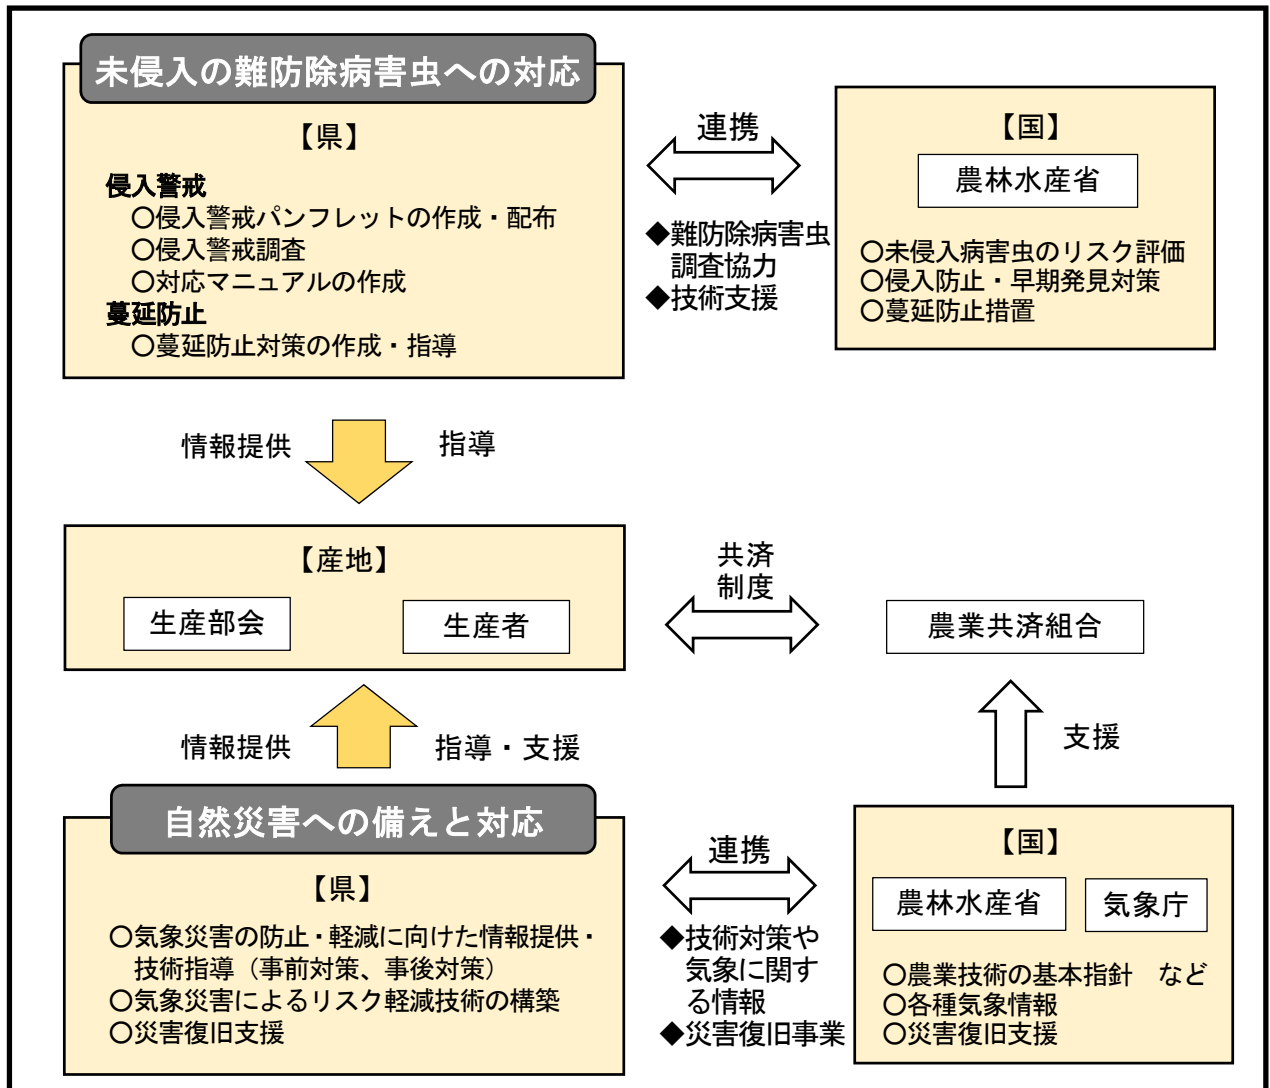 未侵入の難防除病害虫への対応
【県】
侵入警戒
○侵入警戒パンフレットの作成・配布
○侵入警戒調査
○対応マニュアルの作成
蔓延防止
○蔓延防止対策の作成・指導
連携
◆難防除病害虫
調査協力
◆技術支援
【国】
農林水産省
○未侵入病害虫のリスク評価
○侵入防止・早期発見対策
○蔓延防止措置
情報提供
指導
【産地】
生産部会
生産者
共済
制度
農業共済組合
情報提供
指導・支援
支援
自然災害への備えと対応
【県】
○気象災害の防止・軽減に向けた情報提供・
技術指導（事前対策、事後対策）
○気象災害によるリスク軽減技術の構築
○災害復旧支援
連携
◆技術対策や
気象に関す
る情報
◆災害復旧事業
【国】
農林水産省
気象庁
○農業技術の基本指針　など
○各種気象情報
○災害復旧支援